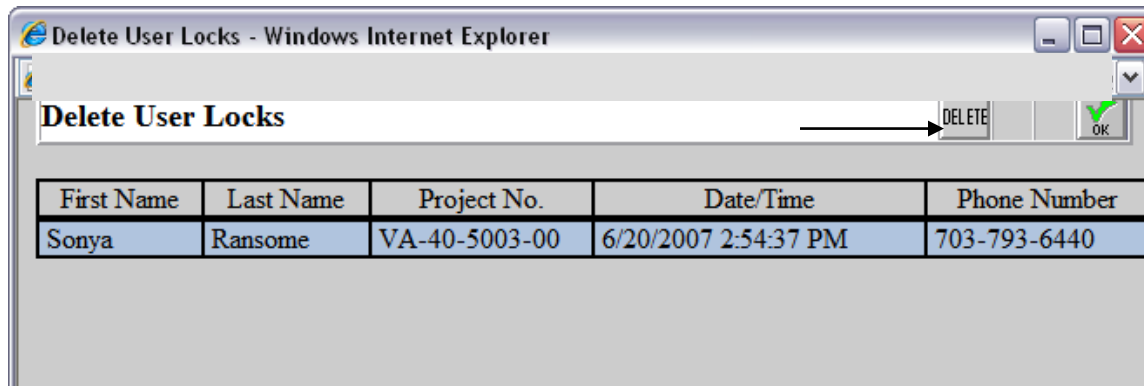 Delete User Locks - Windows Internet Explorer
Delete User Locks DELETE OK
First Name Last Name Project No. Date/Time Phone Number
Sonya Ransome VA-40-5003-00 6/20/2007 2:54:37 PM 703-793-6440